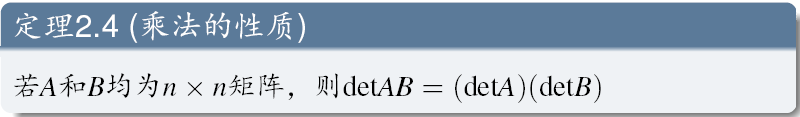 定理2.4 (乘法的性质)
若A和B均为n × n矩阵，则detAB = (detA)(detB)